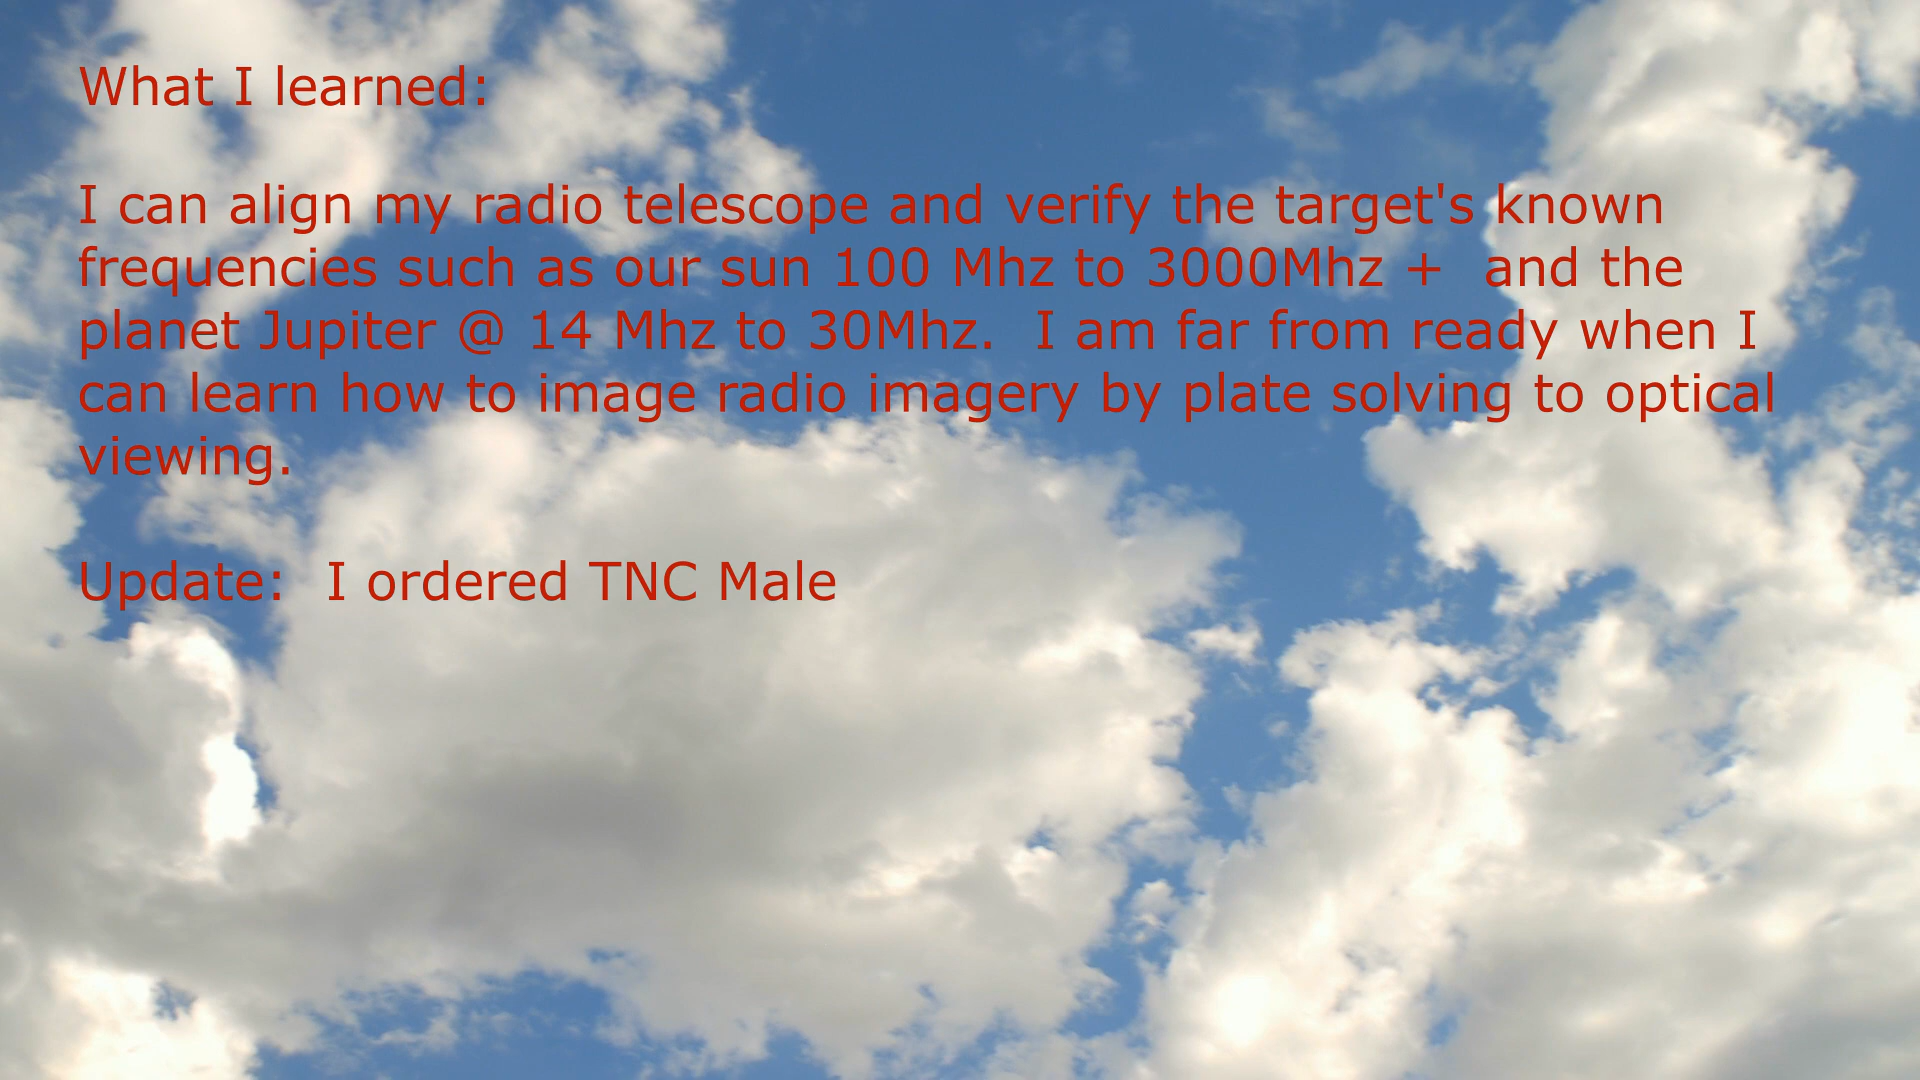 What I learned:
I can align my radio telescope and verify the target's known
frequencies such as our sun 100 Mhz to 3000Mhz +  and the
planet Jupiter @ 14 Mhz to 30Mhz.  I am far from ready when I
can learn how to image radio imagery by plate solving to optical
viewing.
Update:  I ordered TNC Male